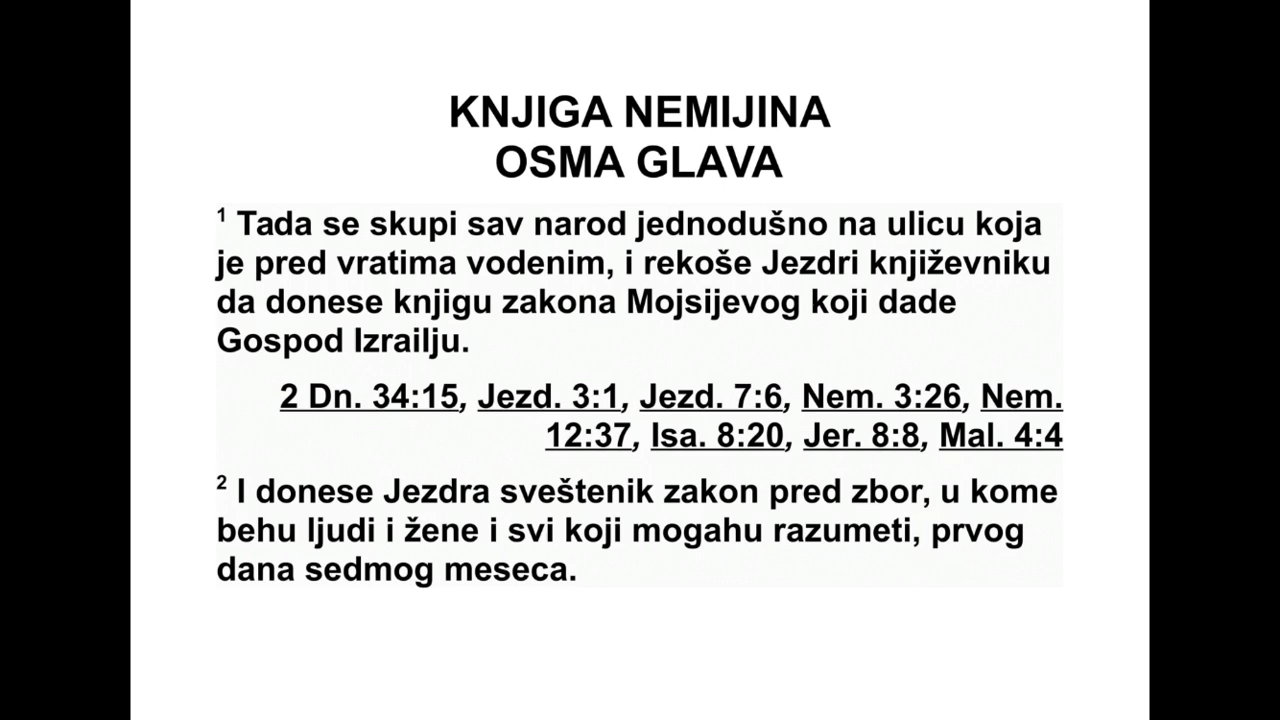 KNJIGA NEMIJINA
OSMA GLAVA
1 Tada se skupi sav narod jednodušno na ulicu koja
je pred vratima vodenim, i rekoše Jezdri književniku
da donese knjigu zakona Mojsijevog koji dade
Gospod Izrailju.
2 Dn. 34:15, Jezd. 3:1, Jezd. 7:6, Nem. 3:26, Nem.
12:37, Isa. 8:20, Jer. 8:8, Mal. 4:4
2 I donese Jezdra sveštenik zakon pred zbor, u kome
behu ljudi i žene i svi koji mogahu razumeti, prvog
dana sedmog meseca.